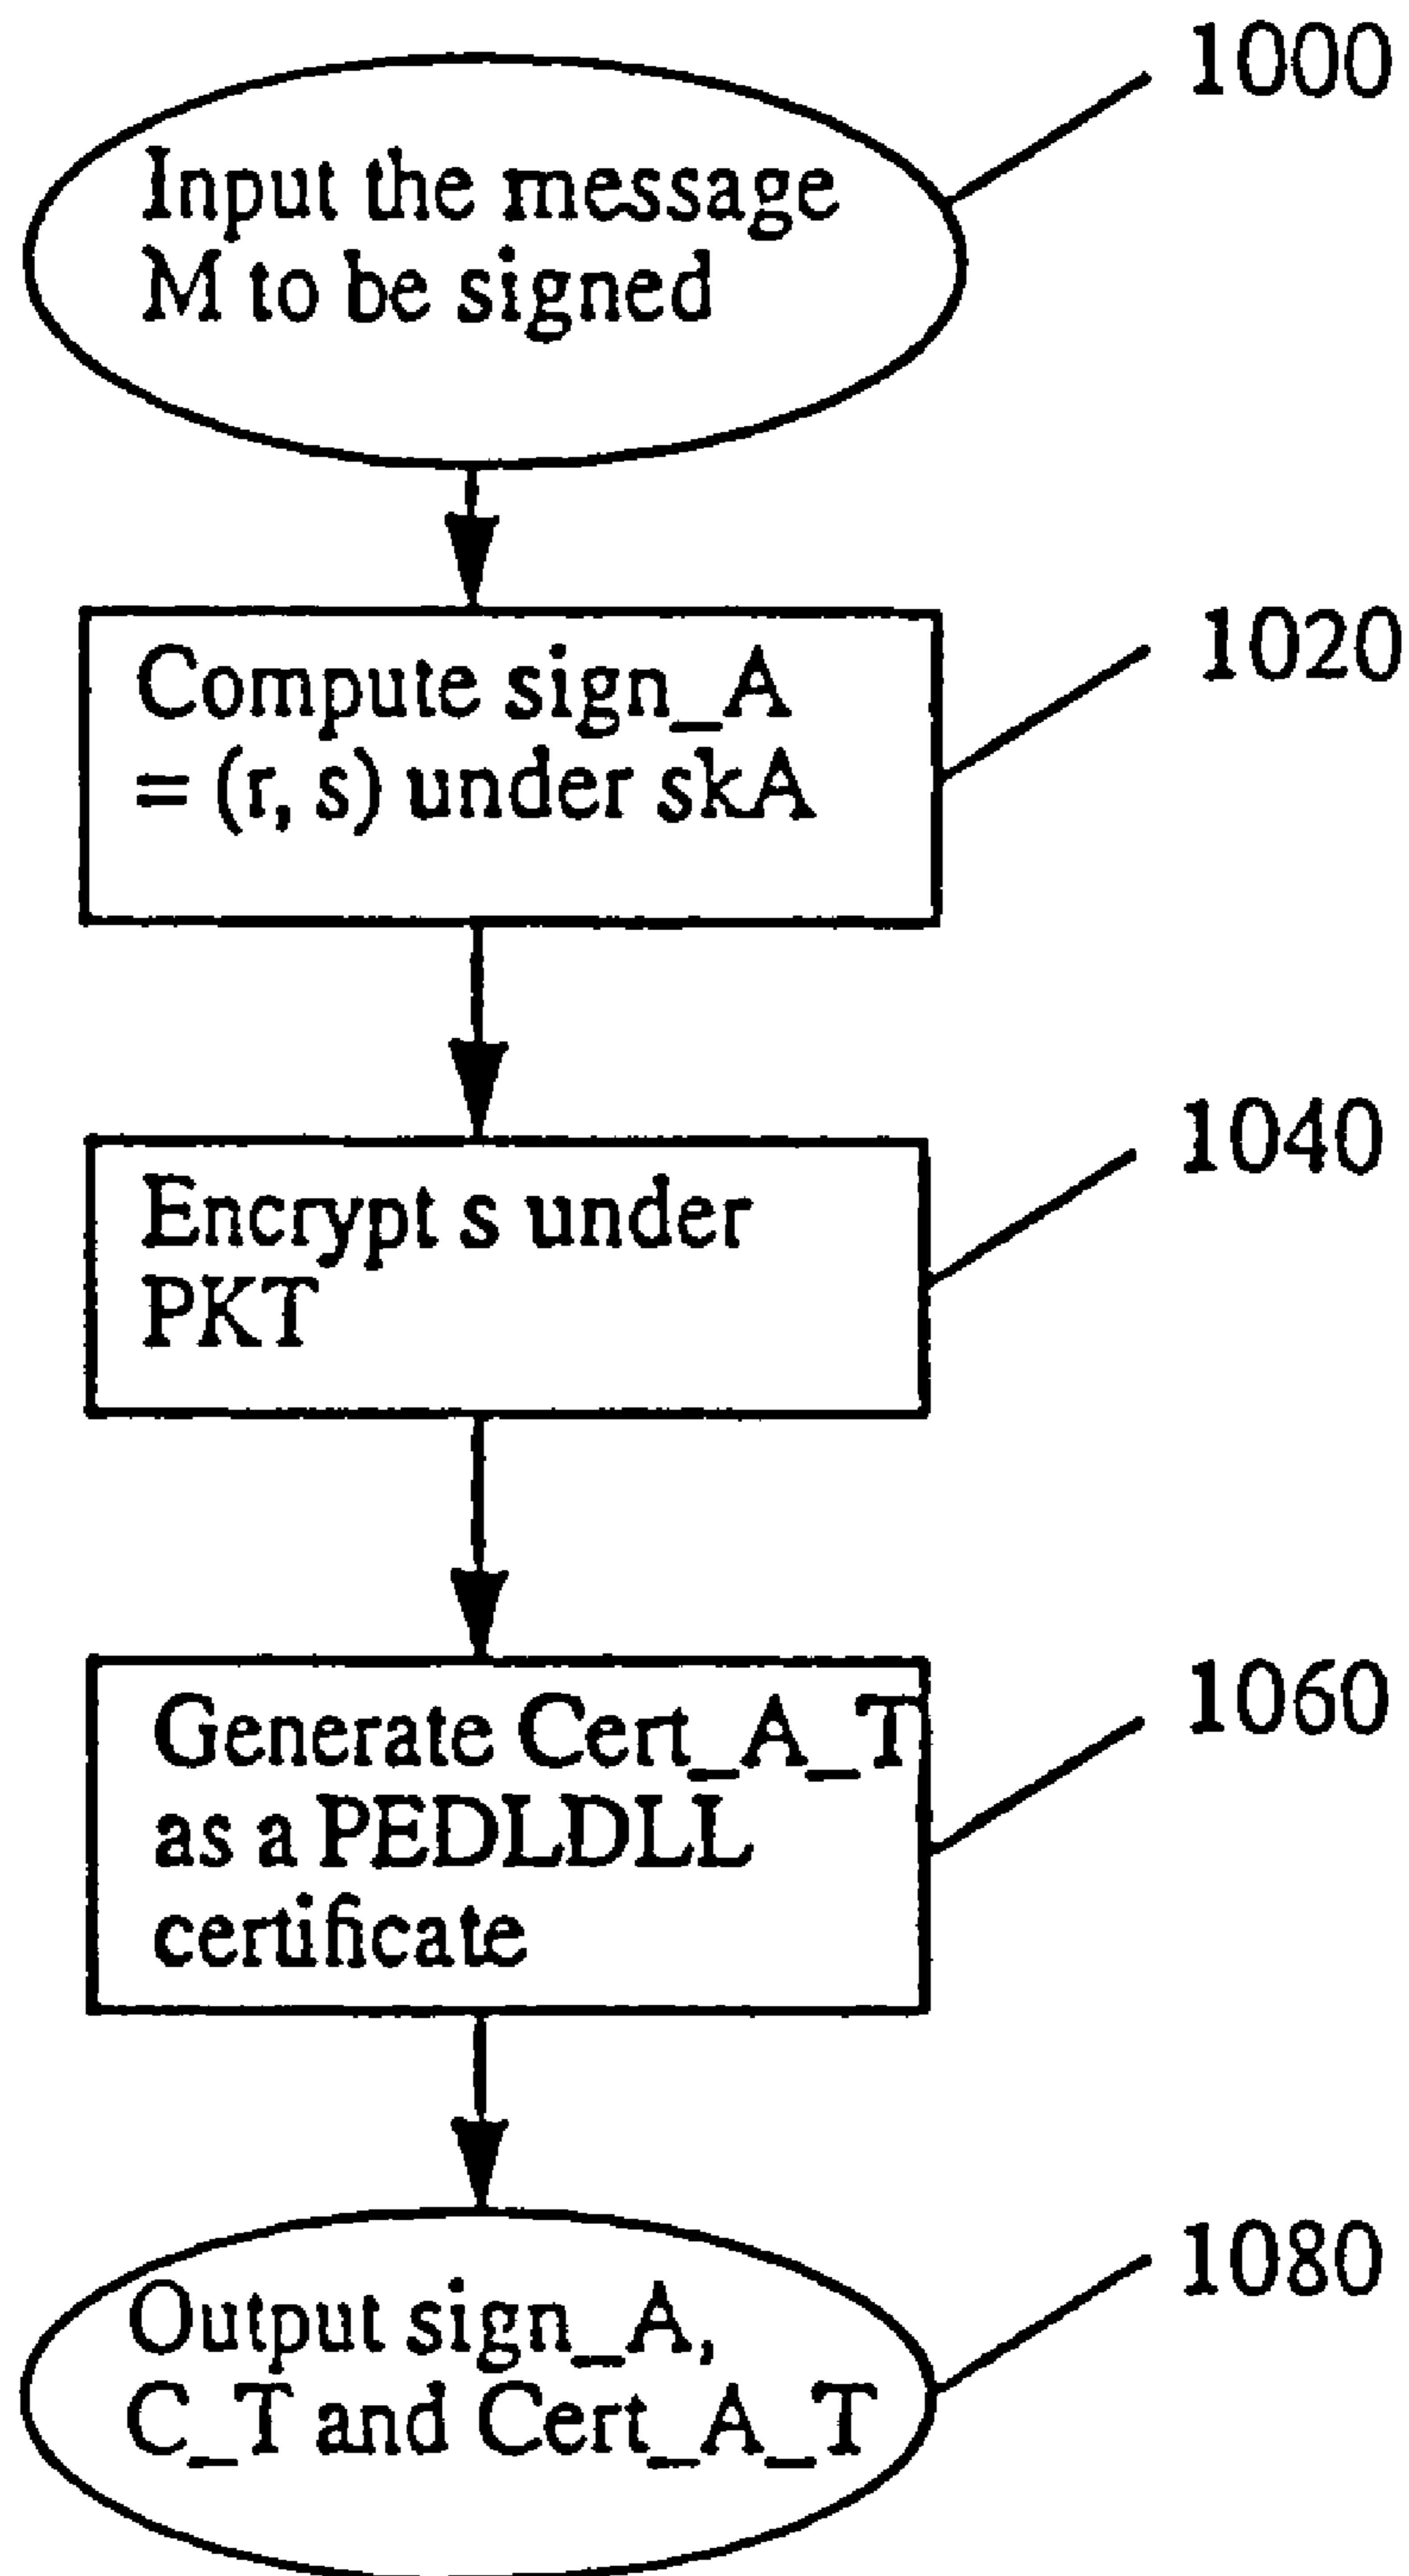 1000
Input the message
M to be signed
1020
Compute sign_A
= (r, s) under skA
1040
Encrypt s under
PKT
1060
Generate Cert_A_T
as a PEDLDLL
certificate
1080
Output sign_A,
C_T and Cert_A_T